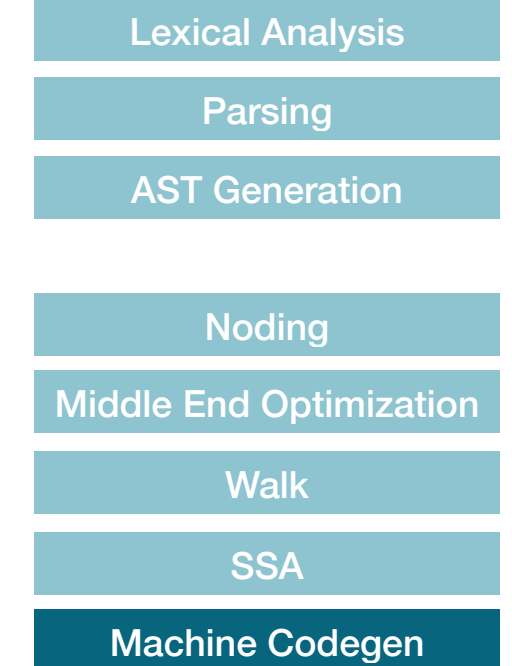 Lexical Analysis
Parsing
AST Generation
Noding
Middle End Optimization
Walk
SSA
Machine Codegen